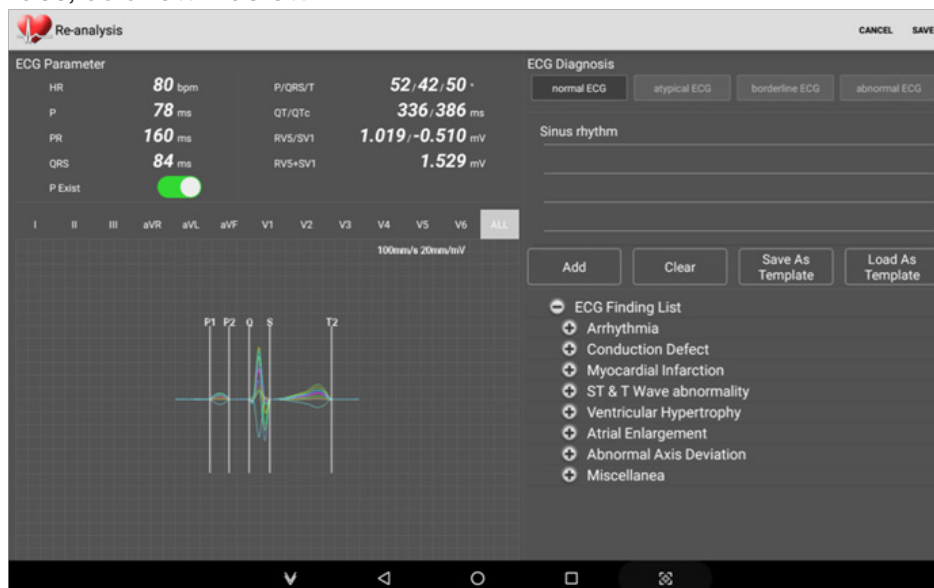 Re-analysis
CANCEL SAVE
ECG Parameter
HR 80 bpm P/QRS/T 52/42/50 °
P 78 ms QT/QTc 336/386 ms
PR 160 ms RV5/SV1 1.019/-0.510 mV
QRS 84 ms RV5+SV1 1.529 mV
P Exist
I II III aVR aVL aVF V1 V2 V3 V4 V5 V6 ALL
100mm/s 20mm/mV
P1 P2 Q S T2
ECG Diagnosis
normal ECG atypical ECG borderline ECG abnormal ECG
Sinus rhythm
Add Clear Save As Template Load As Template
ECG Finding List
Arrhythmia
Conduction Defect
Myocardial Infarction
ST & T Wave abnormality
Ventricular Hypertrophy
Atrial Enlargement
Abnormal Axis Deviation
Miscellanea